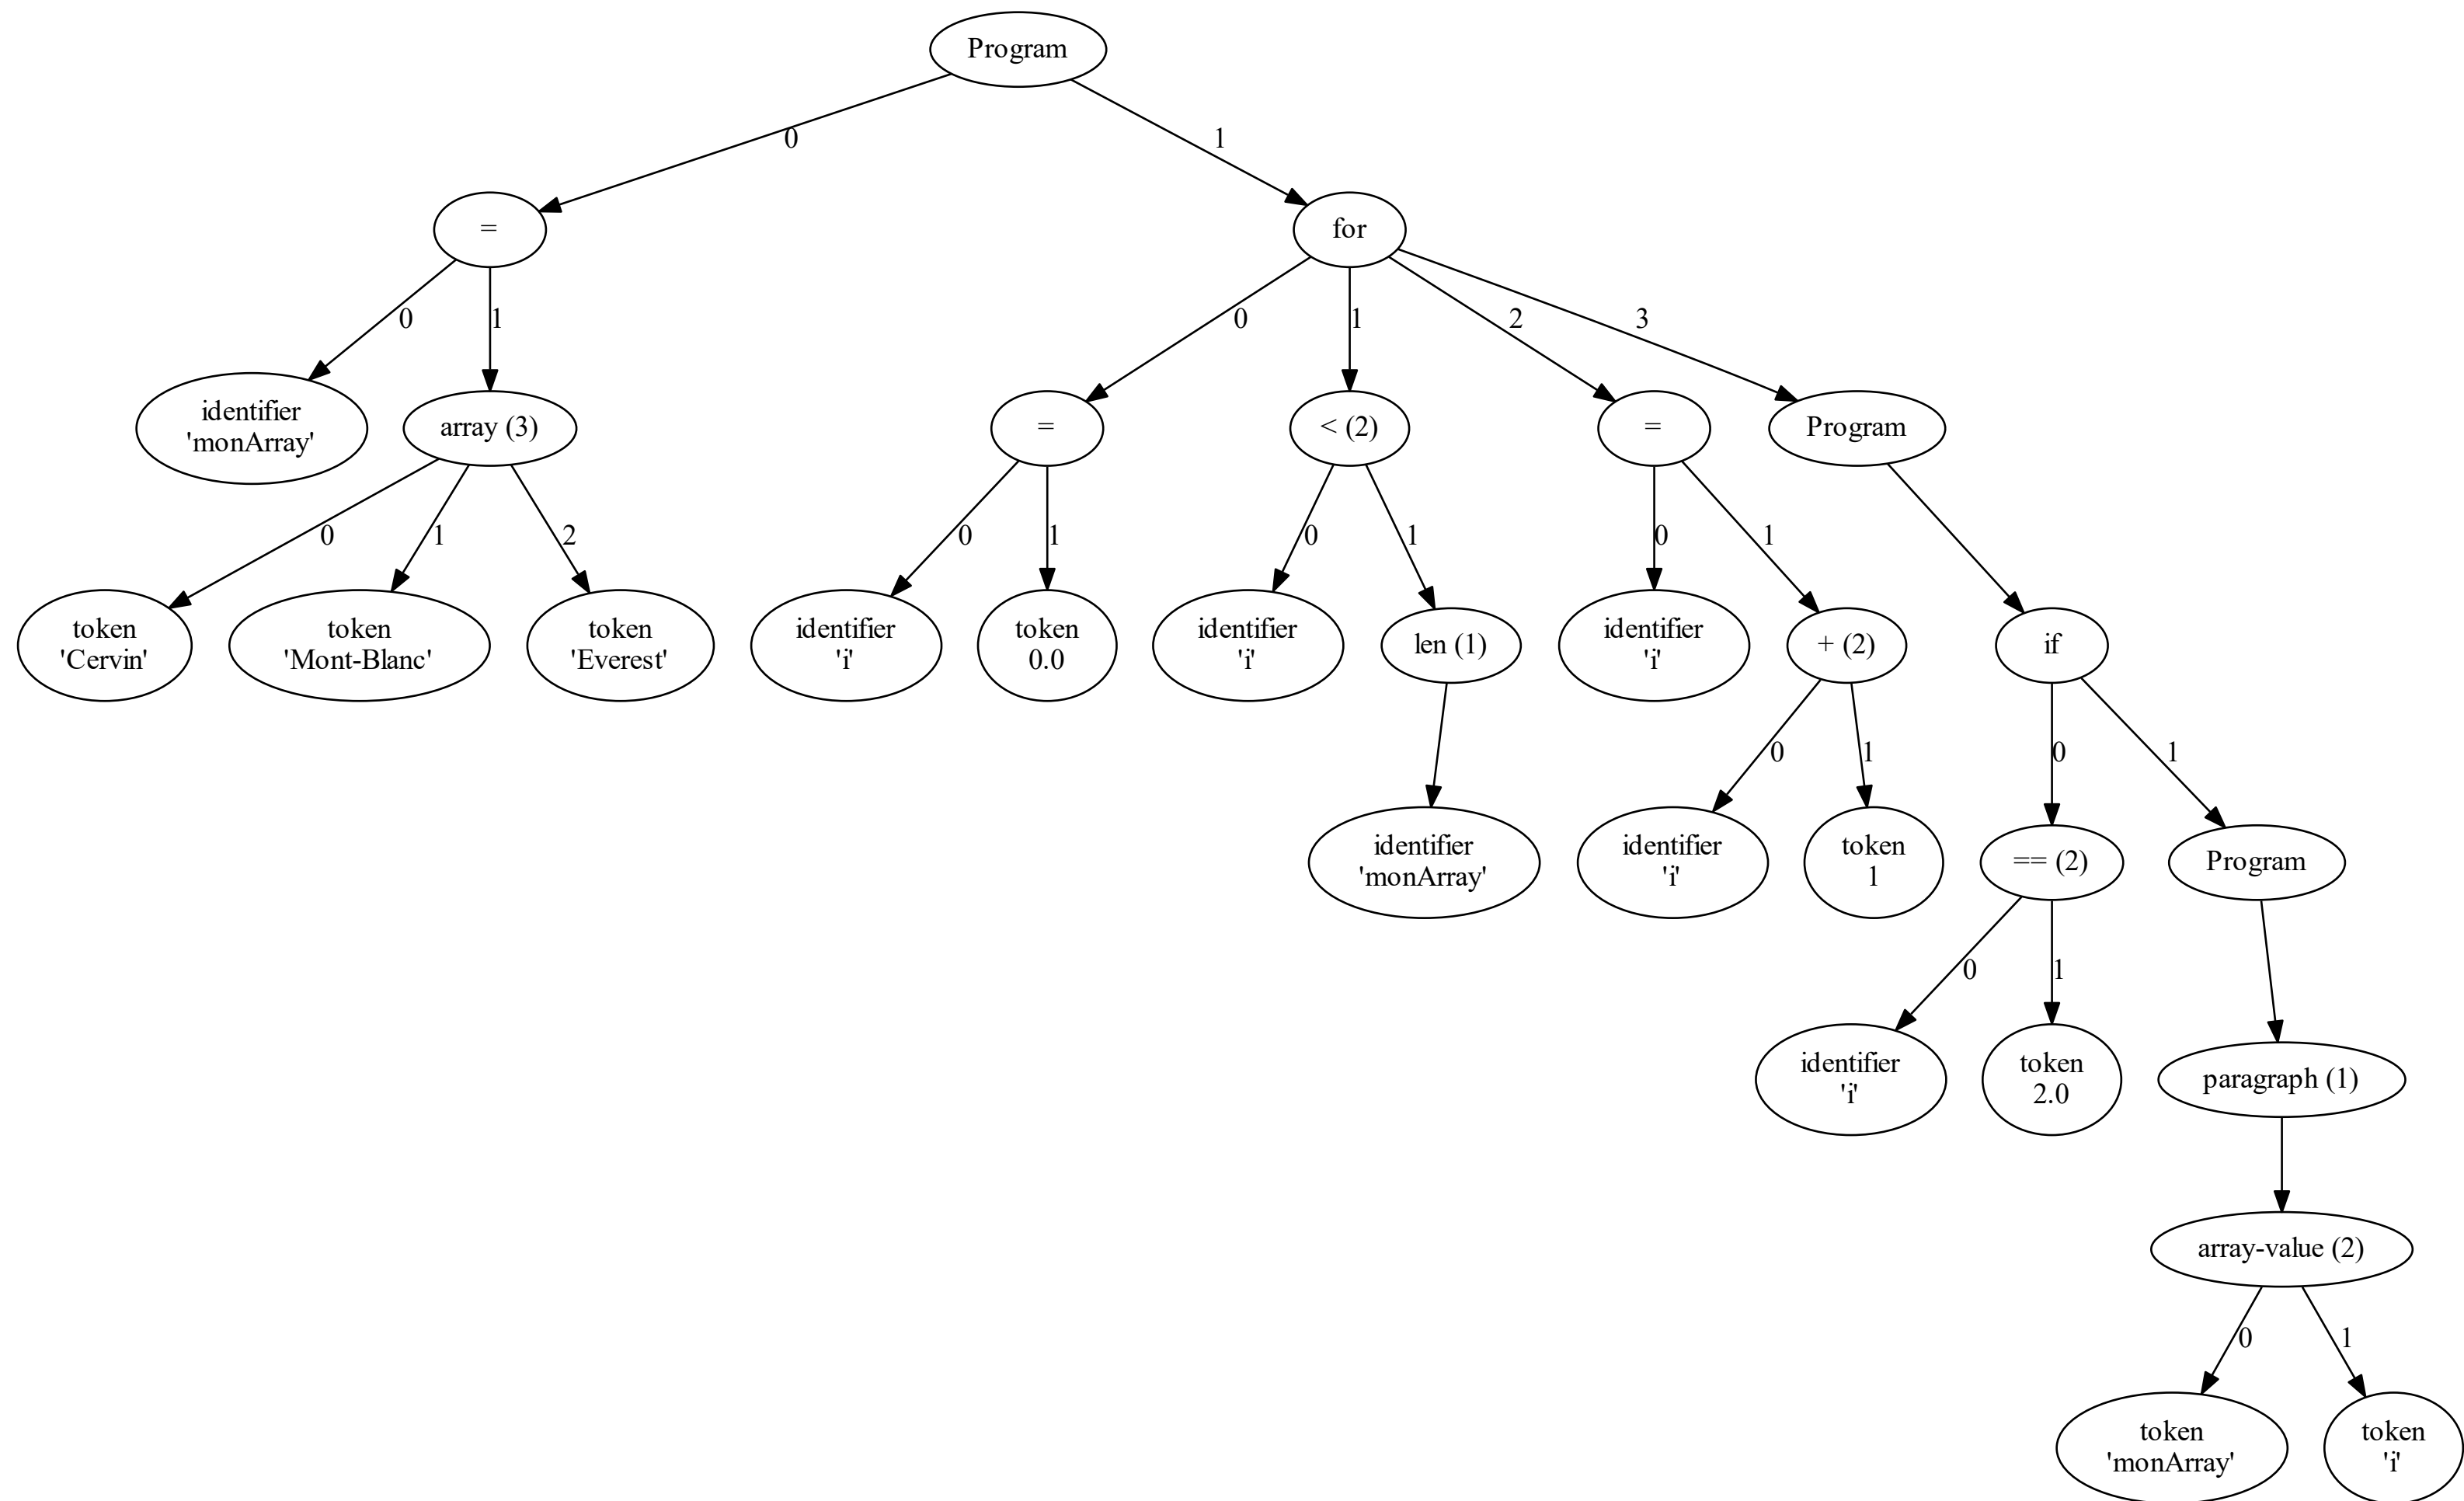 Program
0
1
=
for
0
1
0
1
2
3
identifier
'monArray'
array (3)
=
< (2)
=
Program
0
1
2
0
1
0
1
0
1
token
'Cervin'
token
'Mont-Blanc'
token
'Everest'
identifier
'i'
token
0.0
identifier
'i'
len (1)
identifier
'i'
+ (2)
if
0
1
0
1
identifier
'monArray'
identifier
'i'
token
1
== (2)
Program
0
1
identifier
'i'
token
2.0
paragraph (1)
array-value (2)
0
1
token
'monArray'
token
'i'